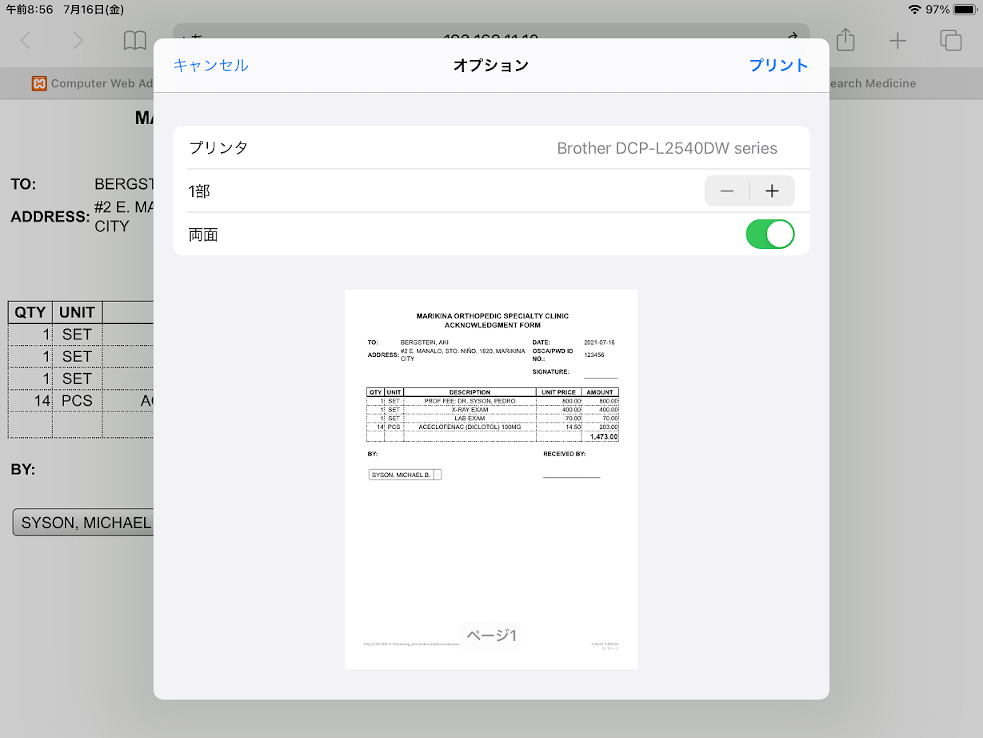 午前8:56 7月16日(金) 97%
192.168.11.10
Computer Web Ad
earch Medicine
キャンセル オプション プリント
プリンタ Brother DCP-L2540DW series
1部
両面
TO: BERGST
ADDRESS: #2 E. MA
CITY
QTY UNIT
1 SET
1 SET
1 SET
14 PCS
BY:
SYSON, MICHAEL
MARIKINA ORTHOPEDIC SPECIALTY CLINIC
ACKNOWLEDGMENT FORM
TO: BERGSTEIN, AKI DATE: 2021-07-16
ADDRESS: #2 E. MANALO, STO. NIÑO, 1820, MARIKINA CITY OSCA/PWD ID NO.: 123456
SIGNATURE:
QTY UNIT DESCRIPTION UNIT PRICE AMOUNT
1 SET PROF FEE: DR. SYSON, PEDRO 800.00 800.00
1 SET X-RAY EXAM 400.00 400.00
1 SET LAB EXAM 70.00 70.00
14 PCS ACECLOFENAC (DICLOTOL) 100MG 14.50 203.00
1,473.00
BY: RECEIVED BY:
SYSON, MICHAEL B.
ページ1